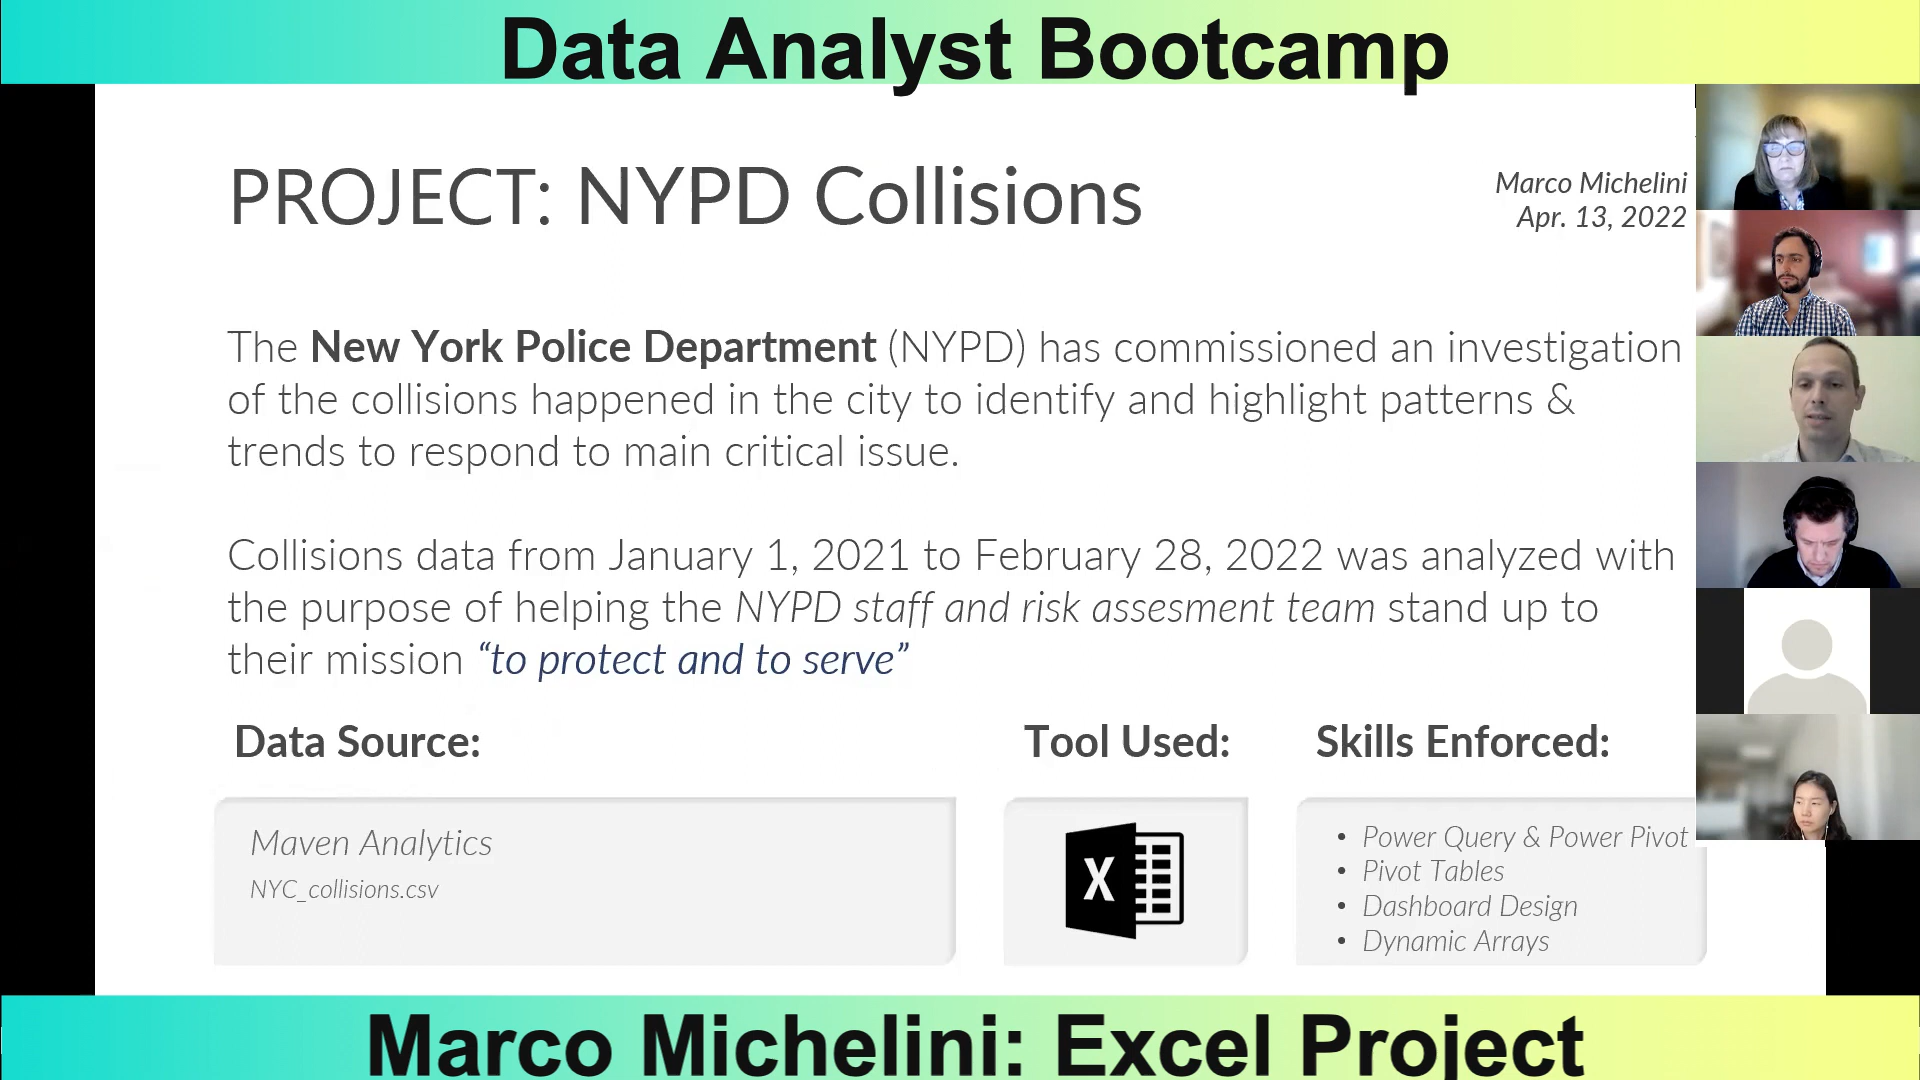 Data Analyst Bootcamp
PROJECT: NYPD Collisions
Marco Michelini
Apr. 13, 2022
The New York Police Department (NYPD) has commissioned an investigation
of the collisions happened in the city to identify and highlight patterns &
trends to respond to main critical issue.
Collisions data from January 1, 2021 to February 28, 2022 was analyzed with
the purpose of helping the NYPD staff and risk assesment team stand up to
their mission “to protect and to serve”
Data Source:
Maven Analytics
NYC_collisions.csv
Tool Used:
X
Skills Enforced:
• Power Query & Power Pivot
• Pivot Tables
• Dashboard Design
• Dynamic Arrays
Marco Michelini: Excel Project